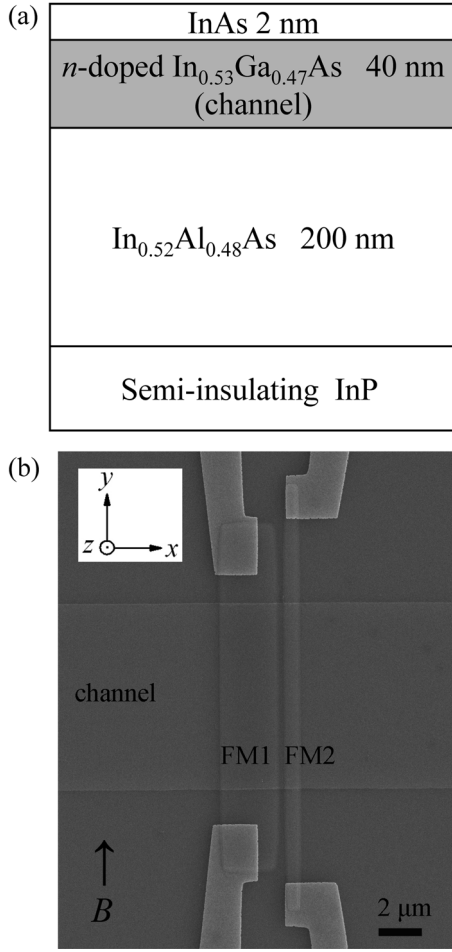 (a)
InAs 2 nm
n-doped In₀.₅₃Ga₀.₄₇As 40 nm
(channel)
In₀.₅₂Al₀.₄₈As 200 nm
Semi-insulating InP
(b)
y
z x
channel
FM1 FM2
B
2 μm